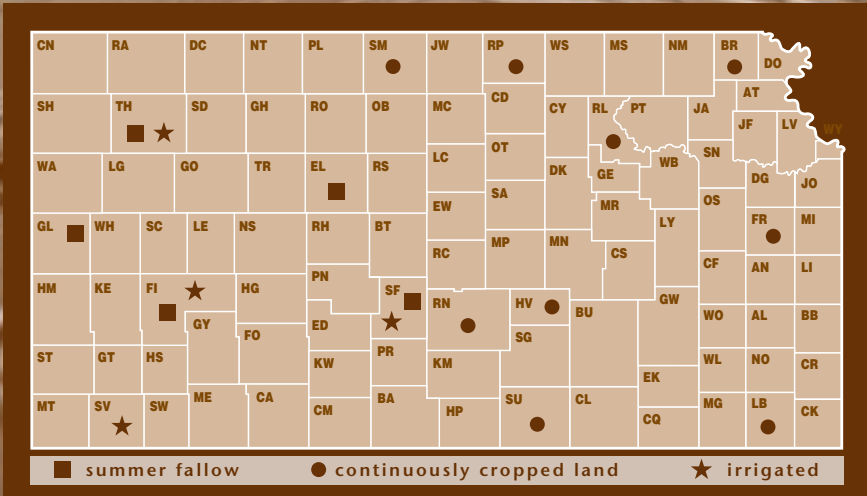 CN RA DC NT PL SM JW RP WS MS NM BR DO
SH TH SD GH RO OB MC CD CY RL PT JA AT
JF LV WY
WA LG GO TR EL RS LC OT DK GE WB SN DG JO
GL WH SC LE NS RH BT EW SA MR LY OS FR MI
RC MP MN CS CF AN LI
HM KE FI HG PN SF RN HV BU GW
GY FO ED SG WO AL BB
ST GT HS KW PR KM EK WL NO CR
MT SV SW ME CA CM BA HP SU CL CQ MG LB CK
summer fallow continuously cropped land irrigated